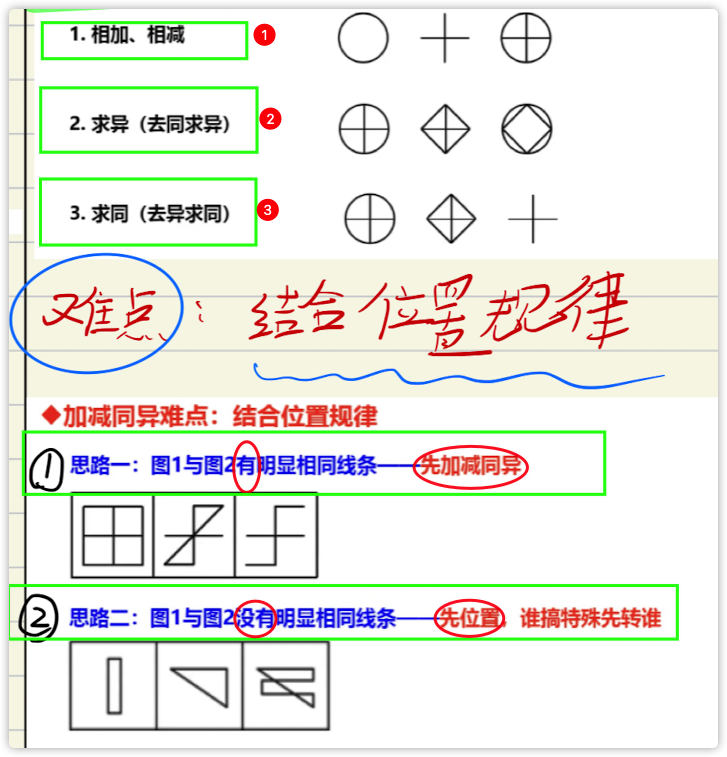 1. 相加、相减 1
2. 求异（去同求异） 2
3. 求同（去异求同） 3
难点：结合位置规律
◆加减同异难点：结合位置规律
① 思路一：图1与图2有明显相同线条——先加减同异
② 思路二：图1与图2没有明显相同线条——先位置，谁搞特殊先转谁